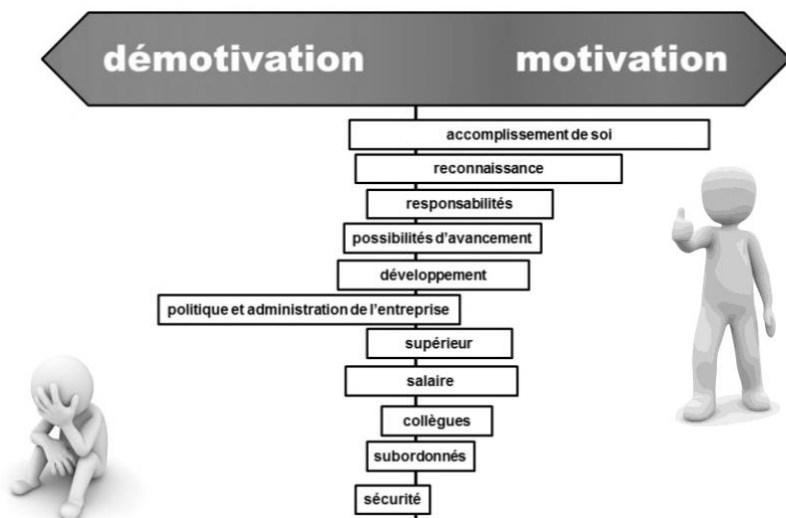 démotivation motivation
accomplissement de soi
reconnaissance
responsabilités
possibilités d'avancement
développement
politique et administration de l'entreprise
supérieur
salaire
collègues
subordonnés
sécurité